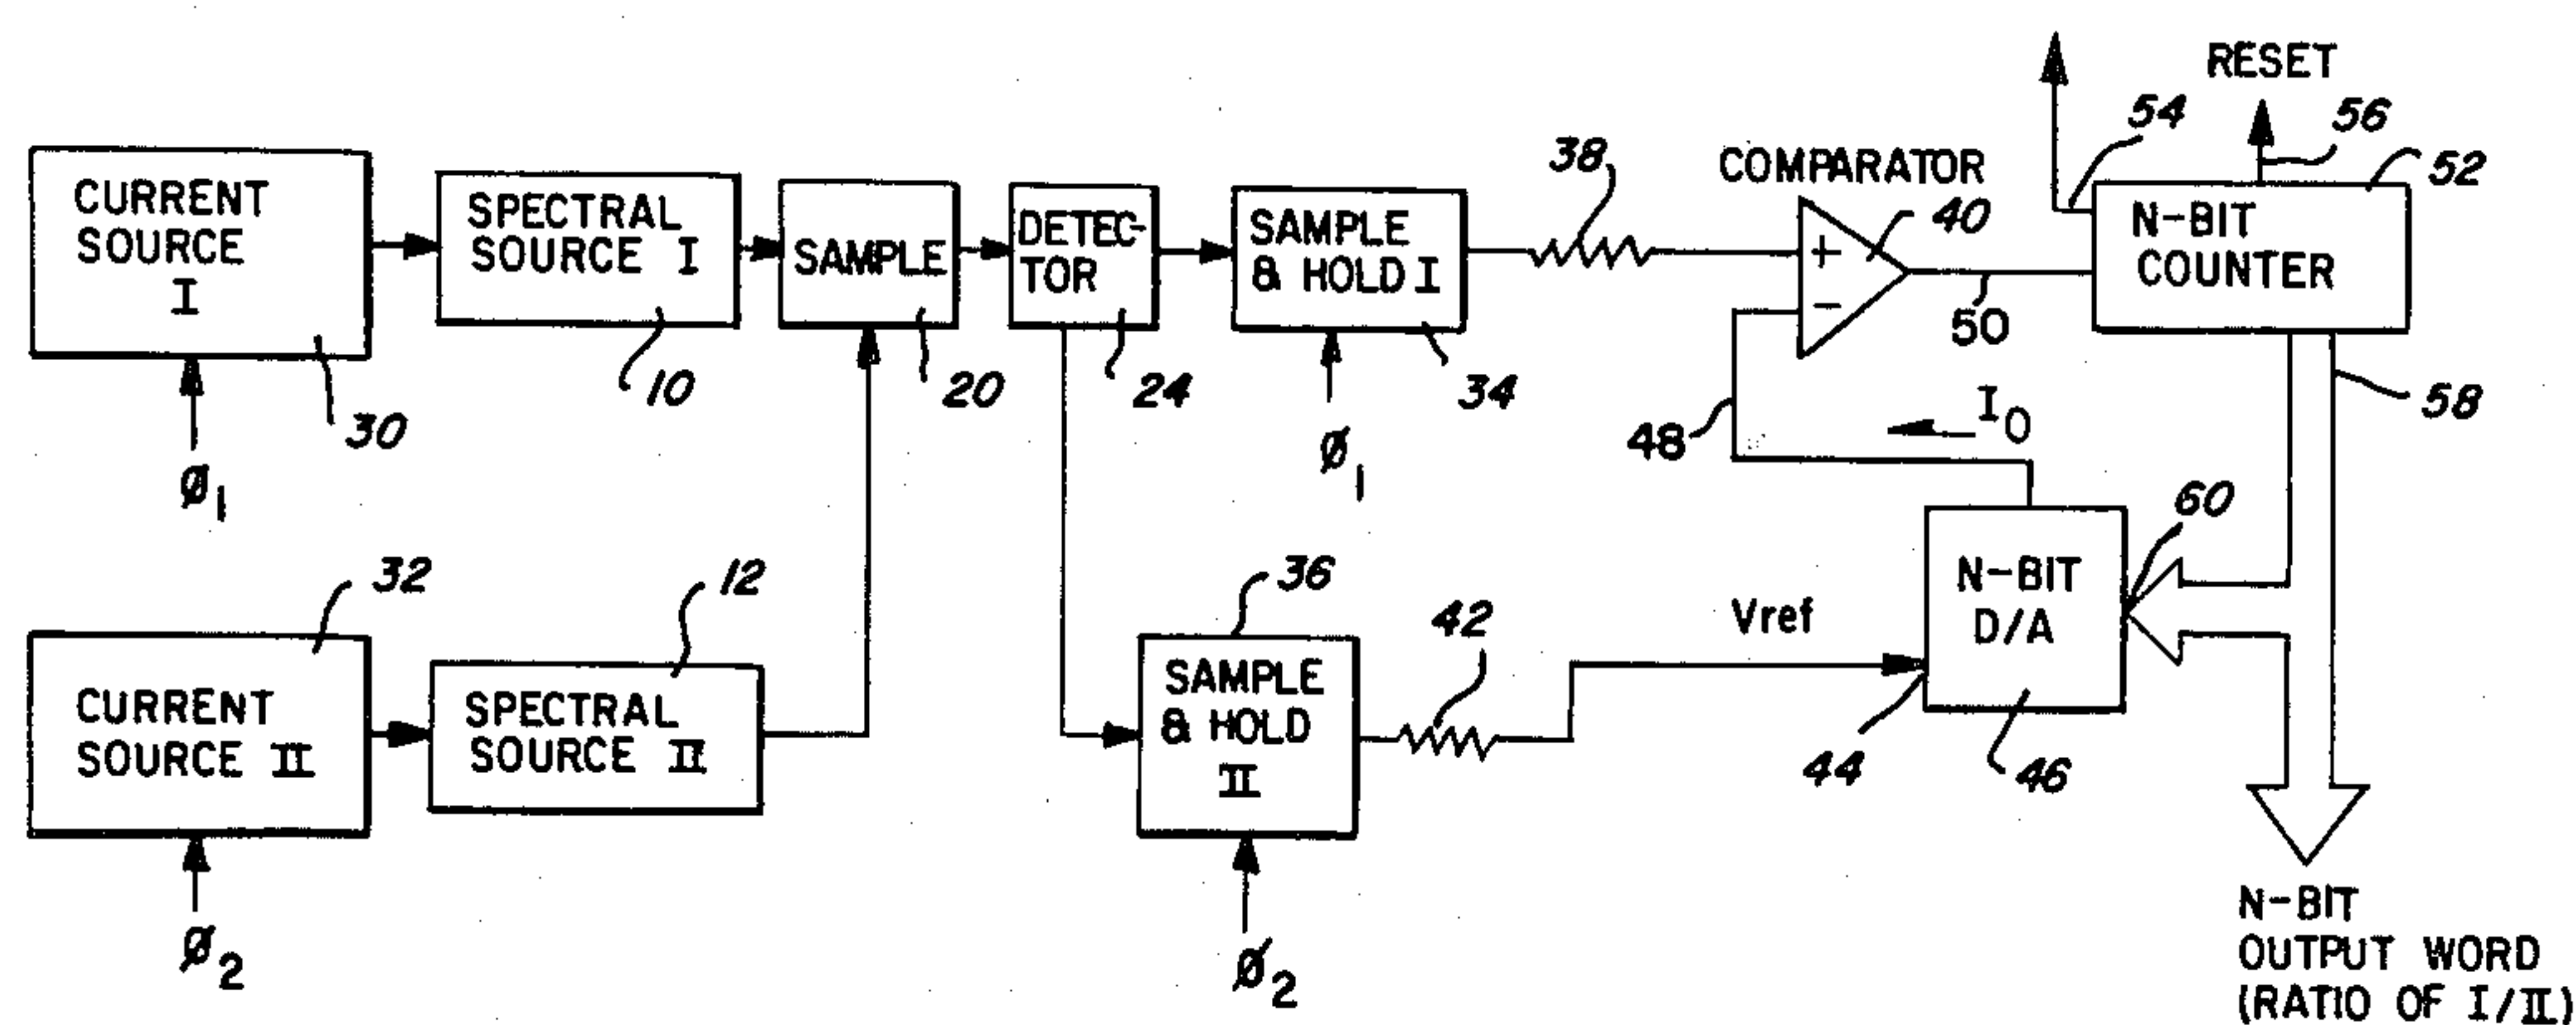 RESET
54
56
52
38
COMPARATOR
40
CURRENT
SOURCE
I
SPECTRAL
SOURCE I
SAMPLE
DETEC-
TOR
SAMPLE
& HOLD I
+
-
N-BIT
COUNTER
50
30
10
20
24
34
58
Ø1
Ø1
48
I0
60
32
12
36
42
Vref
N-BIT
D/A
CURRENT
SOURCE II
SPECTRAL
SOURCE II
SAMPLE
& HOLD
II
44
46
Ø2
Ø2
N-BIT
OUTPUT WORD
(RATIO OF I/II)